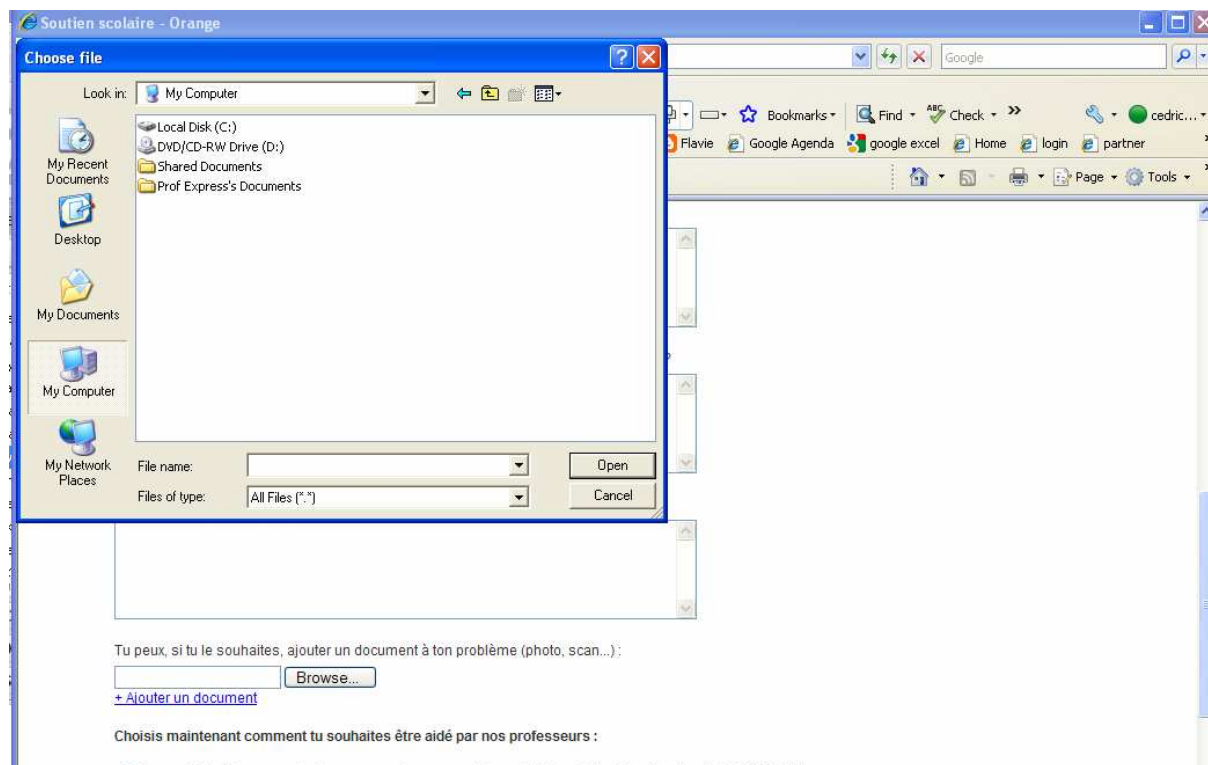 Soutien scolaire - Orange
Choose file
Look in: My Computer
Google
Local Disk (C:)
DVD/CD-RW Drive (D:)
Shared Documents
Prof Express's Documents
My Recent
Documents
Desktop
My Documents
My Computer
My Network
Places
File name:
Open
Files of type: All Files (*.*)
Cancel
Bookmarks
Find
ABC
Check
»
cedric...
Flavie
Google Agenda
google excel
Home
login
partner
Page
Tools
Tu peux, si tu le souhaites, ajouter un document à ton problème (photo, scan...) :
Browse...
+ Ajouter un document
Choisis maintenant comment tu souhaites être aidé par nos professeurs :